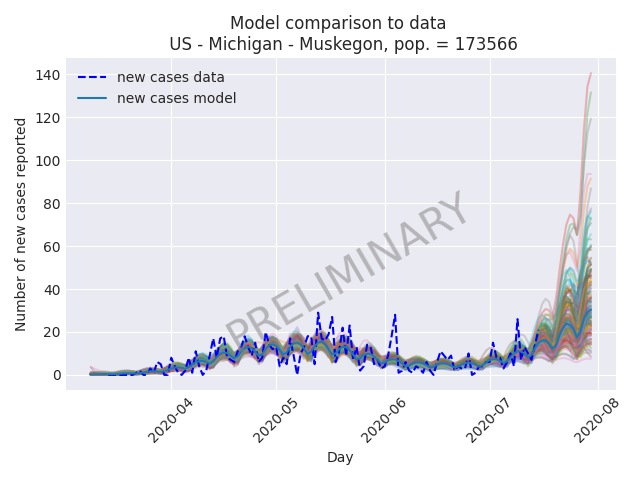 Model comparison to data
US - Michigan - Muskegon, pop. = 173566
new cases data
new cases model
PRELIMINARY
Number of new cases reported
140
120
100
80
60
40
20
0
2020-04
2020-05
2020-06
2020-07
2020-08
Day